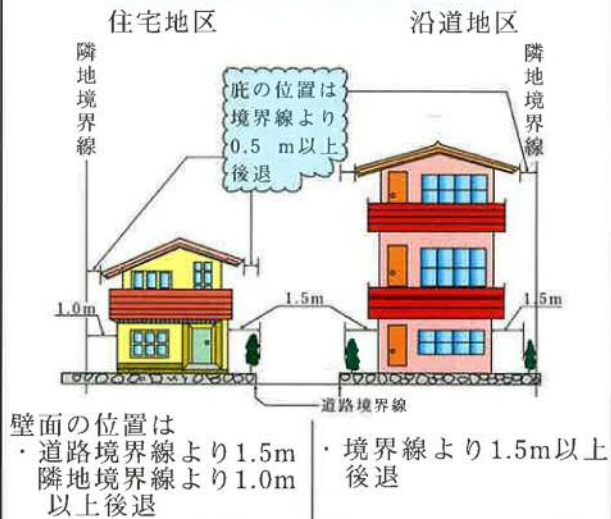 住宅地区
沿道地区
隣地境界線
隣地境界線
庇の位置は
境界線より
0.5 m以上
後退
1.0m
1.5m
1.5m
道路境界線
壁面の位置は
・道路境界線より1.5m
隣地境界線より1.0m
以上後退
・境界線より1.5m以上
後退